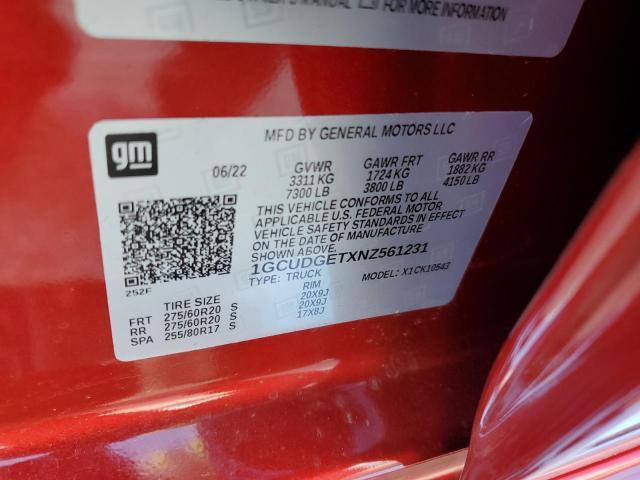 MANUAL FOR MORE INFORMATION
gm
MFD BY GENERAL MOTORS LLC
06/22 GVWR GAWR FRT GAWR RR
3311 KG 1724 KG 1882 KG
7300 LB 3800 LB 4150 LB
THIS VEHICLE CONFORMS TO ALL
APPLICABLE U.S. FEDERAL MOTOR
VEHICLE SAFETY STANDARDS IN EFFECT
ON THE DATE OF MANUFACTURE
SHOWN ABOVE.
1GCUDGETXNZ561231
TYPE: TRUCK MODEL: X1CK10543
252F
TIRE SIZE RIM
FRT 275/60R20 S 20X9J
RR 275/60R20 S 20X9J
SPA 255/80R17 S 17X8J